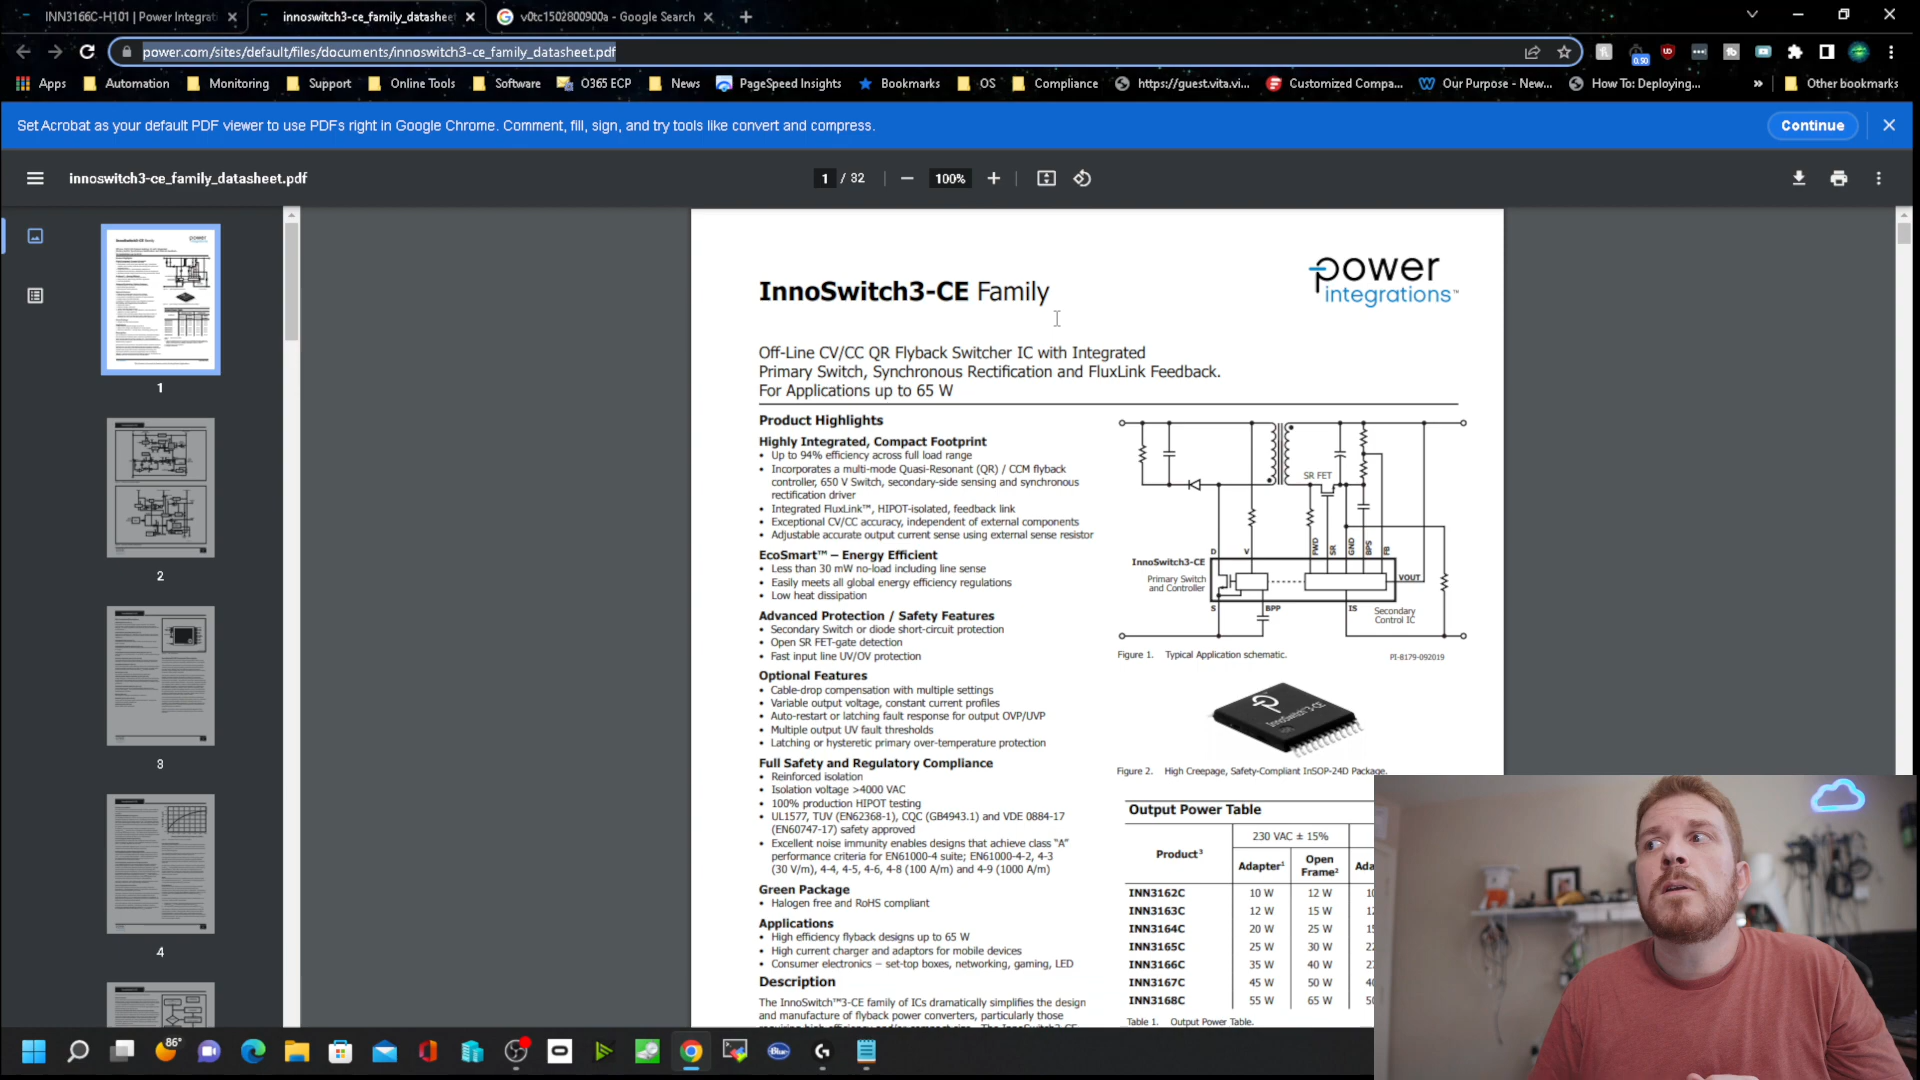 INN3166C-H101 | Power Integrati
innoswitch3-ce_family_datashee
v0tc1502800900a - Google Search
power.com/sites/default/files/documents/innoswitch3-ce_family_datasheet.pdf
0.50
Apps
Automation
Monitoring
Support
Online Tools
Software
O365 ECP
News
PageSpeed Insights
Bookmarks
OS
Compliance
https://guest.vita.vi...
Customized Compa...
Our Purpose - New...
How To: Deploying...
»
Other bookmarks
Set Acrobat as your default PDF viewer to use PDFs right in Google Chrome. Comment, fill, sign, and try tools like convert and compress.
Continue
innoswitch3-ce_family_datasheet.pdf
1 / 32
100%
1
2
3
4
InnoSwitch3-CE Family
power
integrations™
Off-Line CV/CC QR Flyback Switcher IC with Integrated
Primary Switch, Synchronous Rectification and FluxLink Feedback.
For Applications up to 65 W
Product Highlights
Highly Integrated, Compact Footprint
• Up to 94% efficiency across full load range
• Incorporates a multi-mode Quasi-Resonant (QR) / CCM flyback
controller, 650 V Switch, secondary-side sensing and synchronous
rectification driver
• Integrated FluxLink™, HIPOT-isolated, feedback link
• Exceptional CV/CC accuracy, independent of external components
• Adjustable accurate output current sense using external sense resistor
EcoSmart™ – Energy Efficient
• Less than 30 mW no-load including line sense
• Easily meets all global energy efficiency regulations
• Low heat dissipation
Advanced Protection / Safety Features
• Secondary Switch or diode short-circuit protection
• Open SR FET-gate detection
• Fast input line UV/OV protection
Optional Features
• Cable-drop compensation with multiple settings
• Variable output voltage, constant current profiles
• Auto-restart or latching fault response for output OVP/UVP
• Multiple output UV fault thresholds
• Latching or hysteretic primary over-temperature protection
Full Safety and Regulatory Compliance
• Reinforced isolation
• Isolation voltage >4000 VAC
• 100% production HIPOT testing
• UL1577, TUV (EN62368-1), CQC (GB4943.1) and VDE 0884-17
(EN60747-17) safety approved
• Excellent noise immunity enables designs that achieve class "A"
performance criteria for EN61000-4 suite; EN61000-4-2, 4-3
(30 V/m), 4-4, 4-5, 4-6, 4-8 (100 A/m) and 4-9 (1000 A/m)
Green Package
• Halogen free and RoHS compliant
Applications
• High efficiency flyback designs up to 65 W
• High current charger and adaptors for mobile devices
• Consumer electronics – set-top boxes, networking, gaming, LED
Description
The InnoSwitch™3-CE family of ICs dramatically simplifies the design
and manufacture of flyback power converters, particularly those
SR FET
D
V
FWD
SR
GND
BPS
FB
InnoSwitch3-CE
Primary Switch
and Controller
VOUT
S
BPP
IS
Secondary
Control IC
Figure 1. Typical Application schematic.
PI-8179-092019
InnoSwitch3-CE
Figure 2. High Creepage, Safety-Compliant InSOP-24D Package.
Output Power Table
Product³
230 VAC ± 15%
Adapter¹
Open
Frame²
Ada
INN3162C 10 W 12 W
INN3163C 12 W 15 W
INN3164C 20 W 25 W
INN3165C 25 W 30 W
INN3166C 35 W 40 W
INN3167C 45 W 50 W
INN3168C 55 W 65 W
Table 1. Output Power Table.
86°
Blue